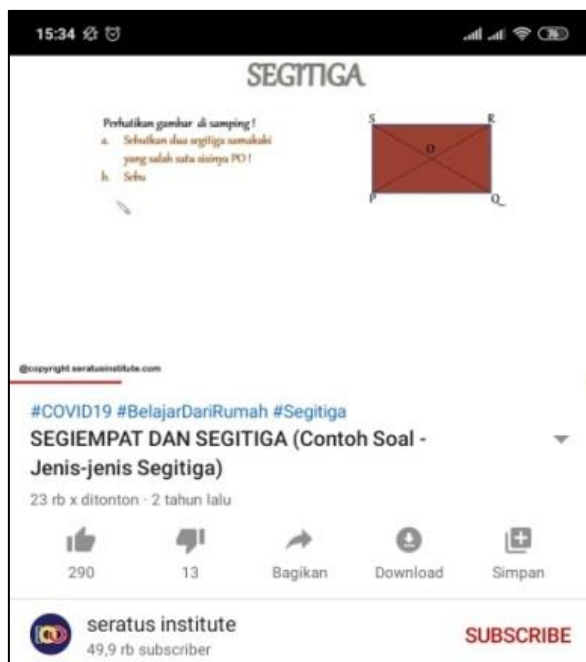 15:34
76
SEGITIGA
Perhatikan gambar di samping !
a. Sebutkan dua segitiga samakaki
yang salah satu sisinya PO !
b. Sebu
S R
O
P Q
@copyright seratusinstitute.com
#COVID19 #BelajarDariRumah #Segitiga
SEGIEMPAT DAN SEGITIGA (Contoh Soal -
Jenis-jenis Segitiga)
23 rb x ditonton · 2 tahun lalu
290 13 Bagikan Download Simpan
seratus institute SUBSCRIBE
49,9 rb subscriber